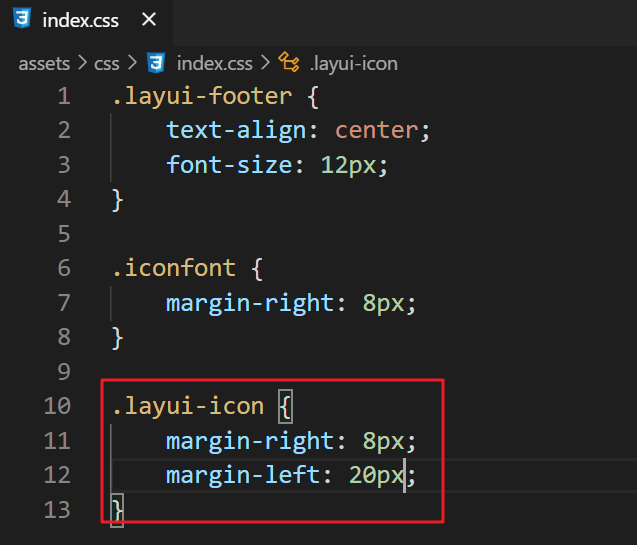 index.css ×
assets > css > index.css > .layui-icon
1 .layui-footer {
2     text-align: center;
3     font-size: 12px;
4 }
5
6 .iconfont {
7     margin-right: 8px;
8 }
9
10 .layui-icon {
11     margin-right: 8px;
12     margin-left: 20px;
13 }